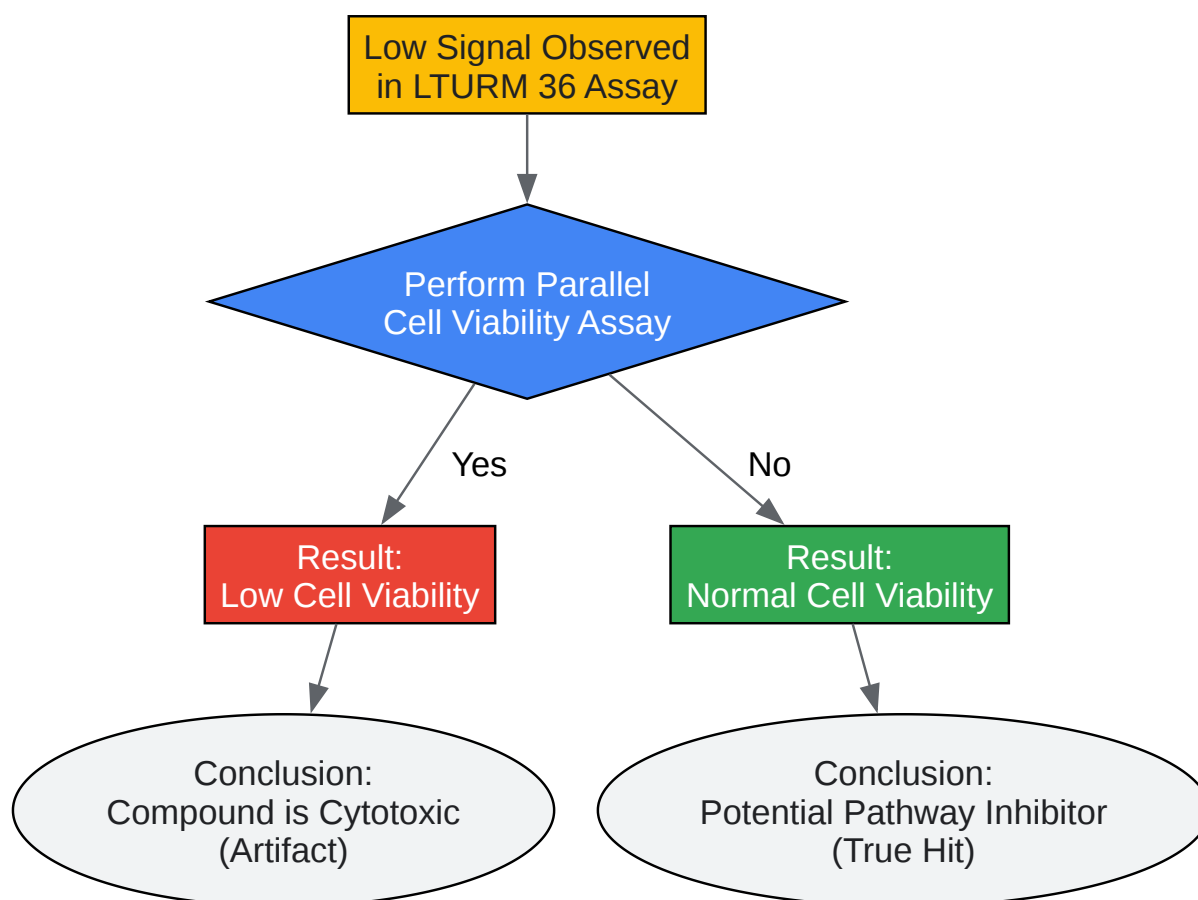 Low Signal Observed
in LTURM 36 Assay
Perform Parallel
Cell Viability Assay
Yes
No
Result:
Low Cell Viability
Result:
Normal Cell Viability
Conclusion:
Compound is Cytotoxic
(Artifact)
Conclusion:
Potential Pathway Inhibitor
(True Hit)